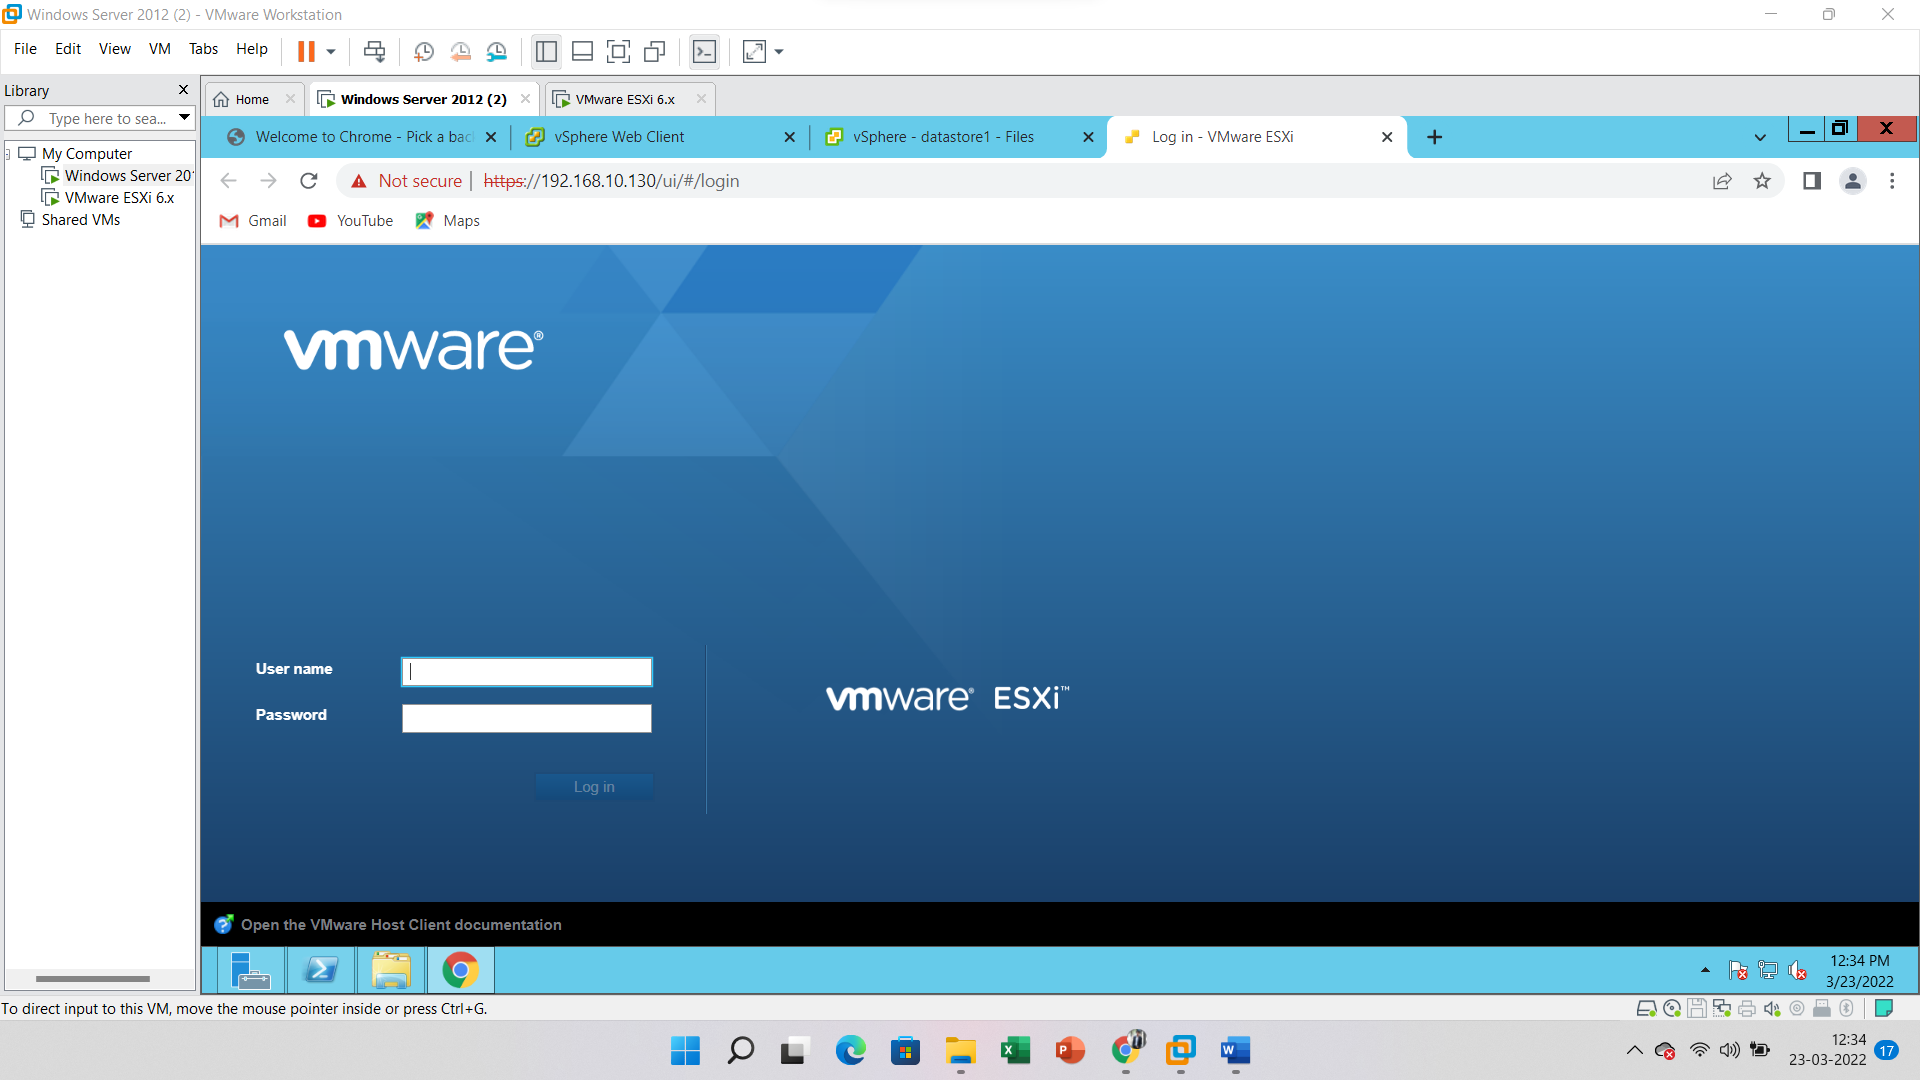 Windows Server 2012 (2) - VMware Workstation
File Edit View VM Tabs Help
Library
Type here to sea...
My Computer
Windows Server 20
VMware ESXi 6.x
Shared VMs
Home
Windows Server 2012 (2)
VMware ESXi 6.x
Welcome to Chrome - Pick a bac
vSphere Web Client
vSphere - datastore1 - Files
Log in - VMware ESXi
Not secure https://192.168.10.130/ui/#/login
Gmail YouTube Maps
vmware®
User name
Password
Log in
vmware® ESXi™
Open the VMware Host Client documentation
12:34 PM
3/23/2022
To direct input to this VM, move the mouse pointer inside or press Ctrl+G.
12:34
23-03-2022
17